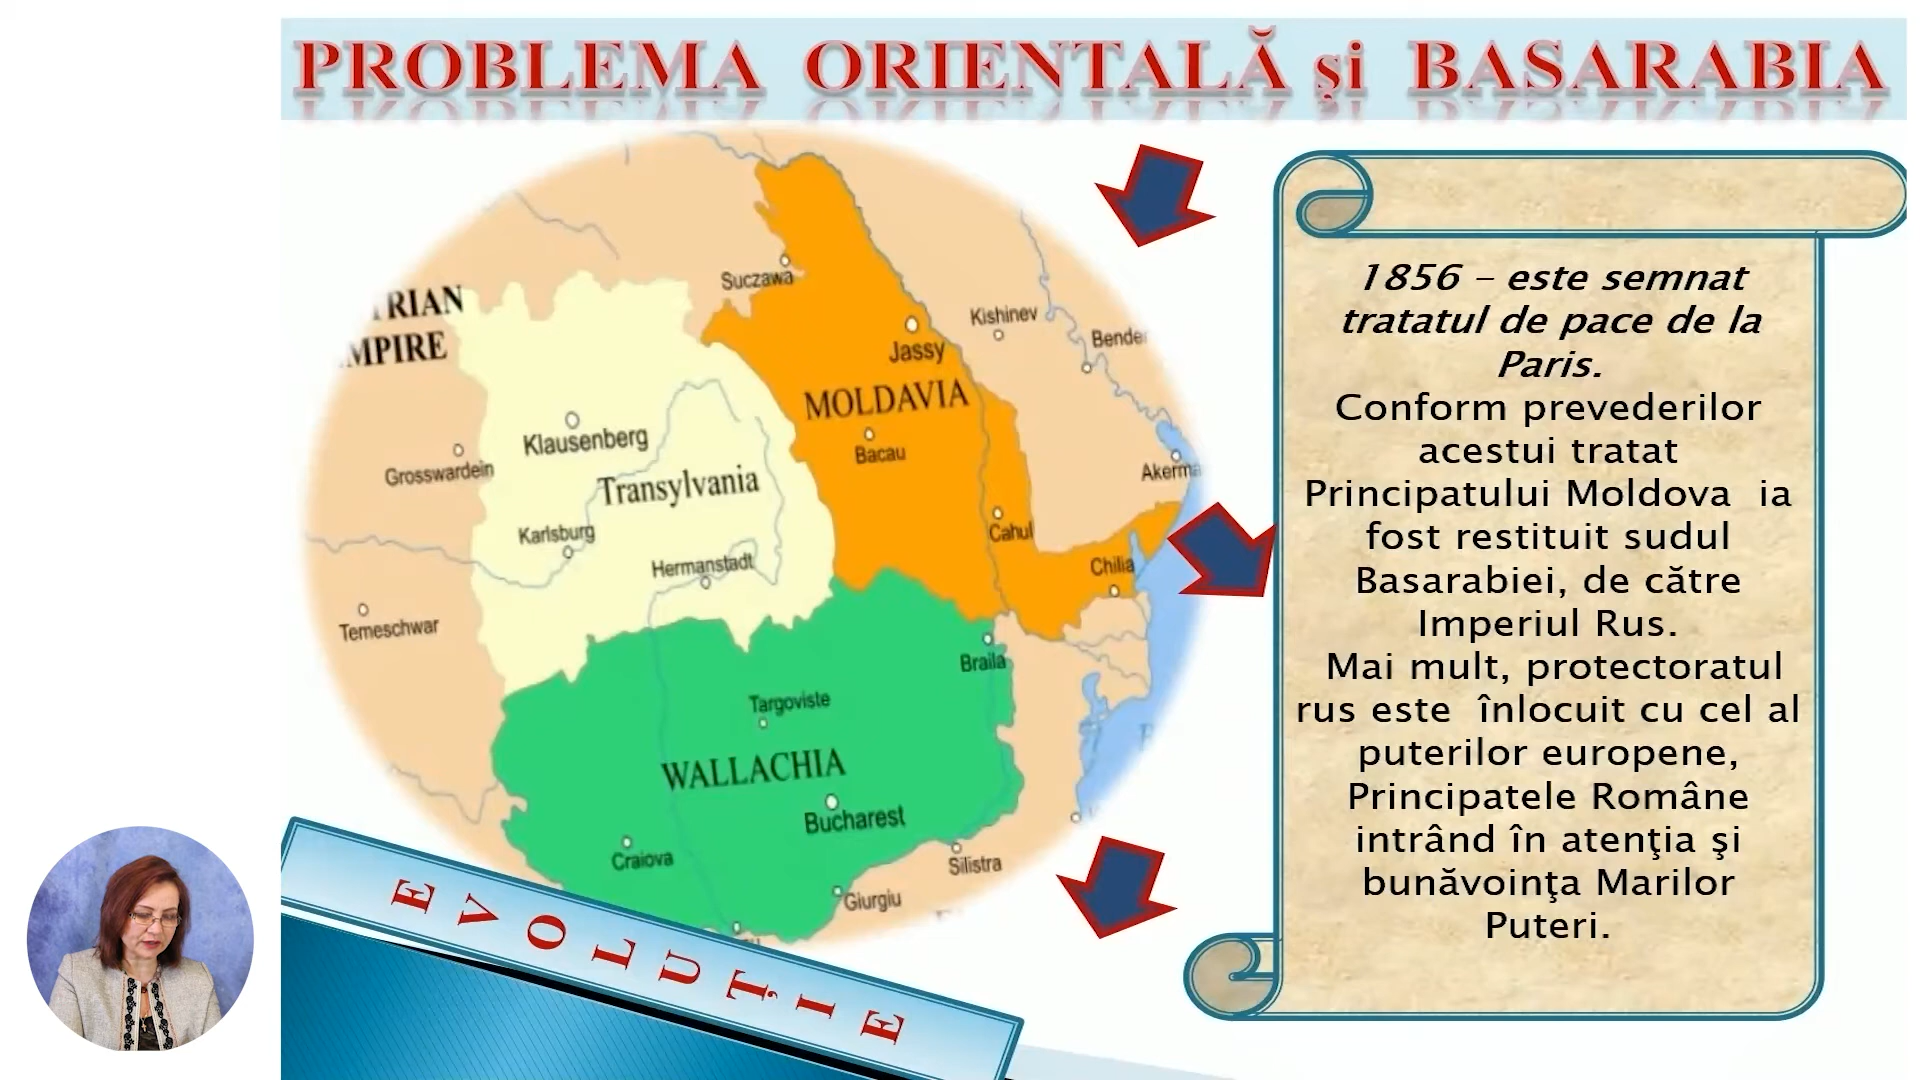 PROBLEMA ORIENTALĂ şi BASARABIA
TRIAN
MPIRE
Suczawa
Kishinev
Bender
Jassy
MOLDAVIA
Klausenberg
Bacau
Grosswardein
Akerma
Transylvania
Karlsburg
Cahul
Hermanstadt
Chilia
Temeschwar
Braila
Targoviste
WALLACHIA
Bucharest
Craiova
Silistra
Giurgiu
EVOLUȚIE
1856 – este semnat
tratatul de pace de la
Paris.
Conform prevederilor
acestui tratat
Principatului Moldova ia
fost restituit sudul
Basarabiei, de către
Imperiul Rus.
Mai mult, protectoratul
rus este înlocuit cu cel al
puterilor europene,
Principatele Române
intrând în atenţia şi
bunăvoinţa Marilor
Puteri.